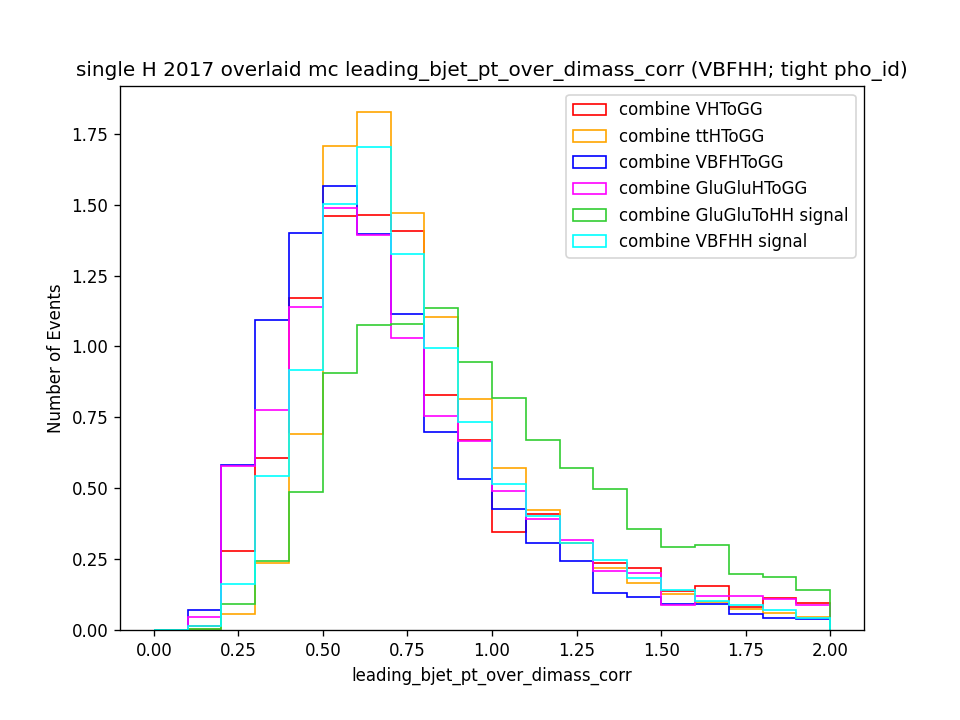 single H 2017 overlaid mc leading_bjet_pt_over_dimass_corr (VBFHH; tight pho_id)
combine VHToGG
combine ttHToGG
combine VBFHToGG
combine GluGluHToGG
combine GluGluToHH signal
combine VBFHH signal
Number of Events
1.75
1.50
1.25
1.00
0.75
0.50
0.25
0.00
0.00 0.25 0.50 0.75 1.00 1.25 1.50 1.75 2.00
leading_bjet_pt_over_dimass_corr